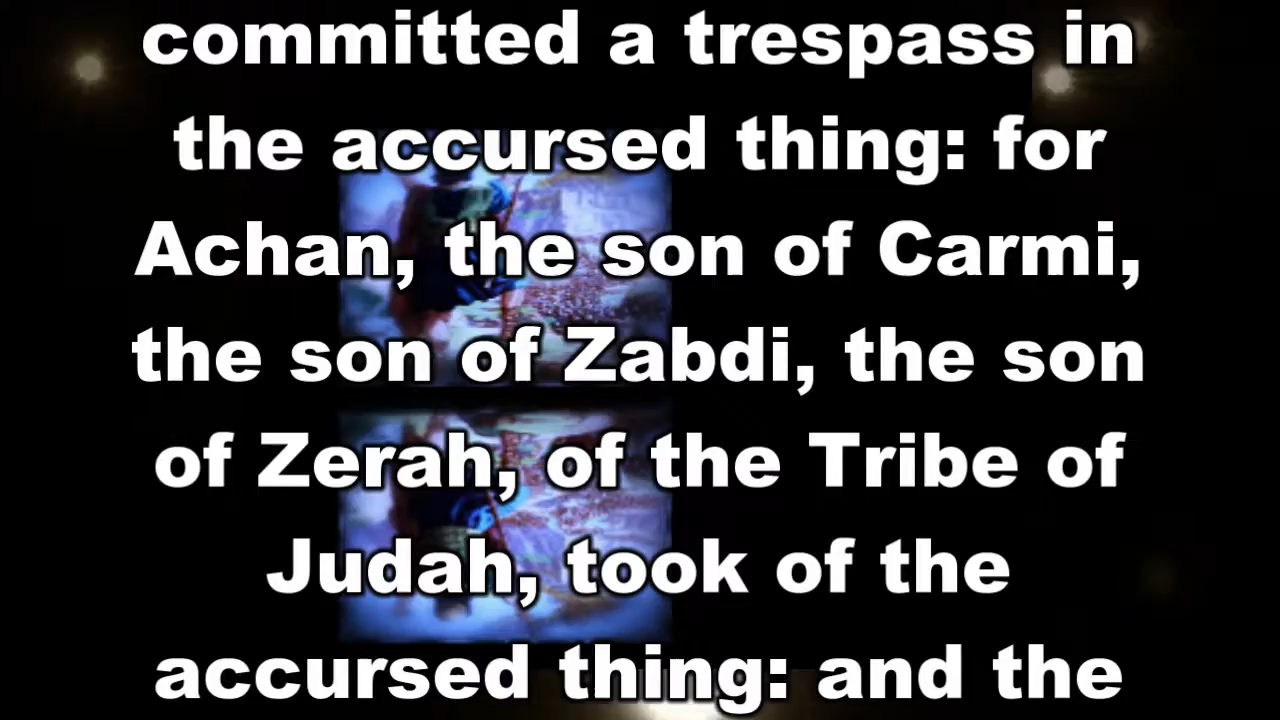 committed a trespass in
the accursed thing: for
Achan, the son of Carmi,
the son of Zabdi, the son
of Zerah, of the Tribe of
Judah, took of the
accursed thing: and the